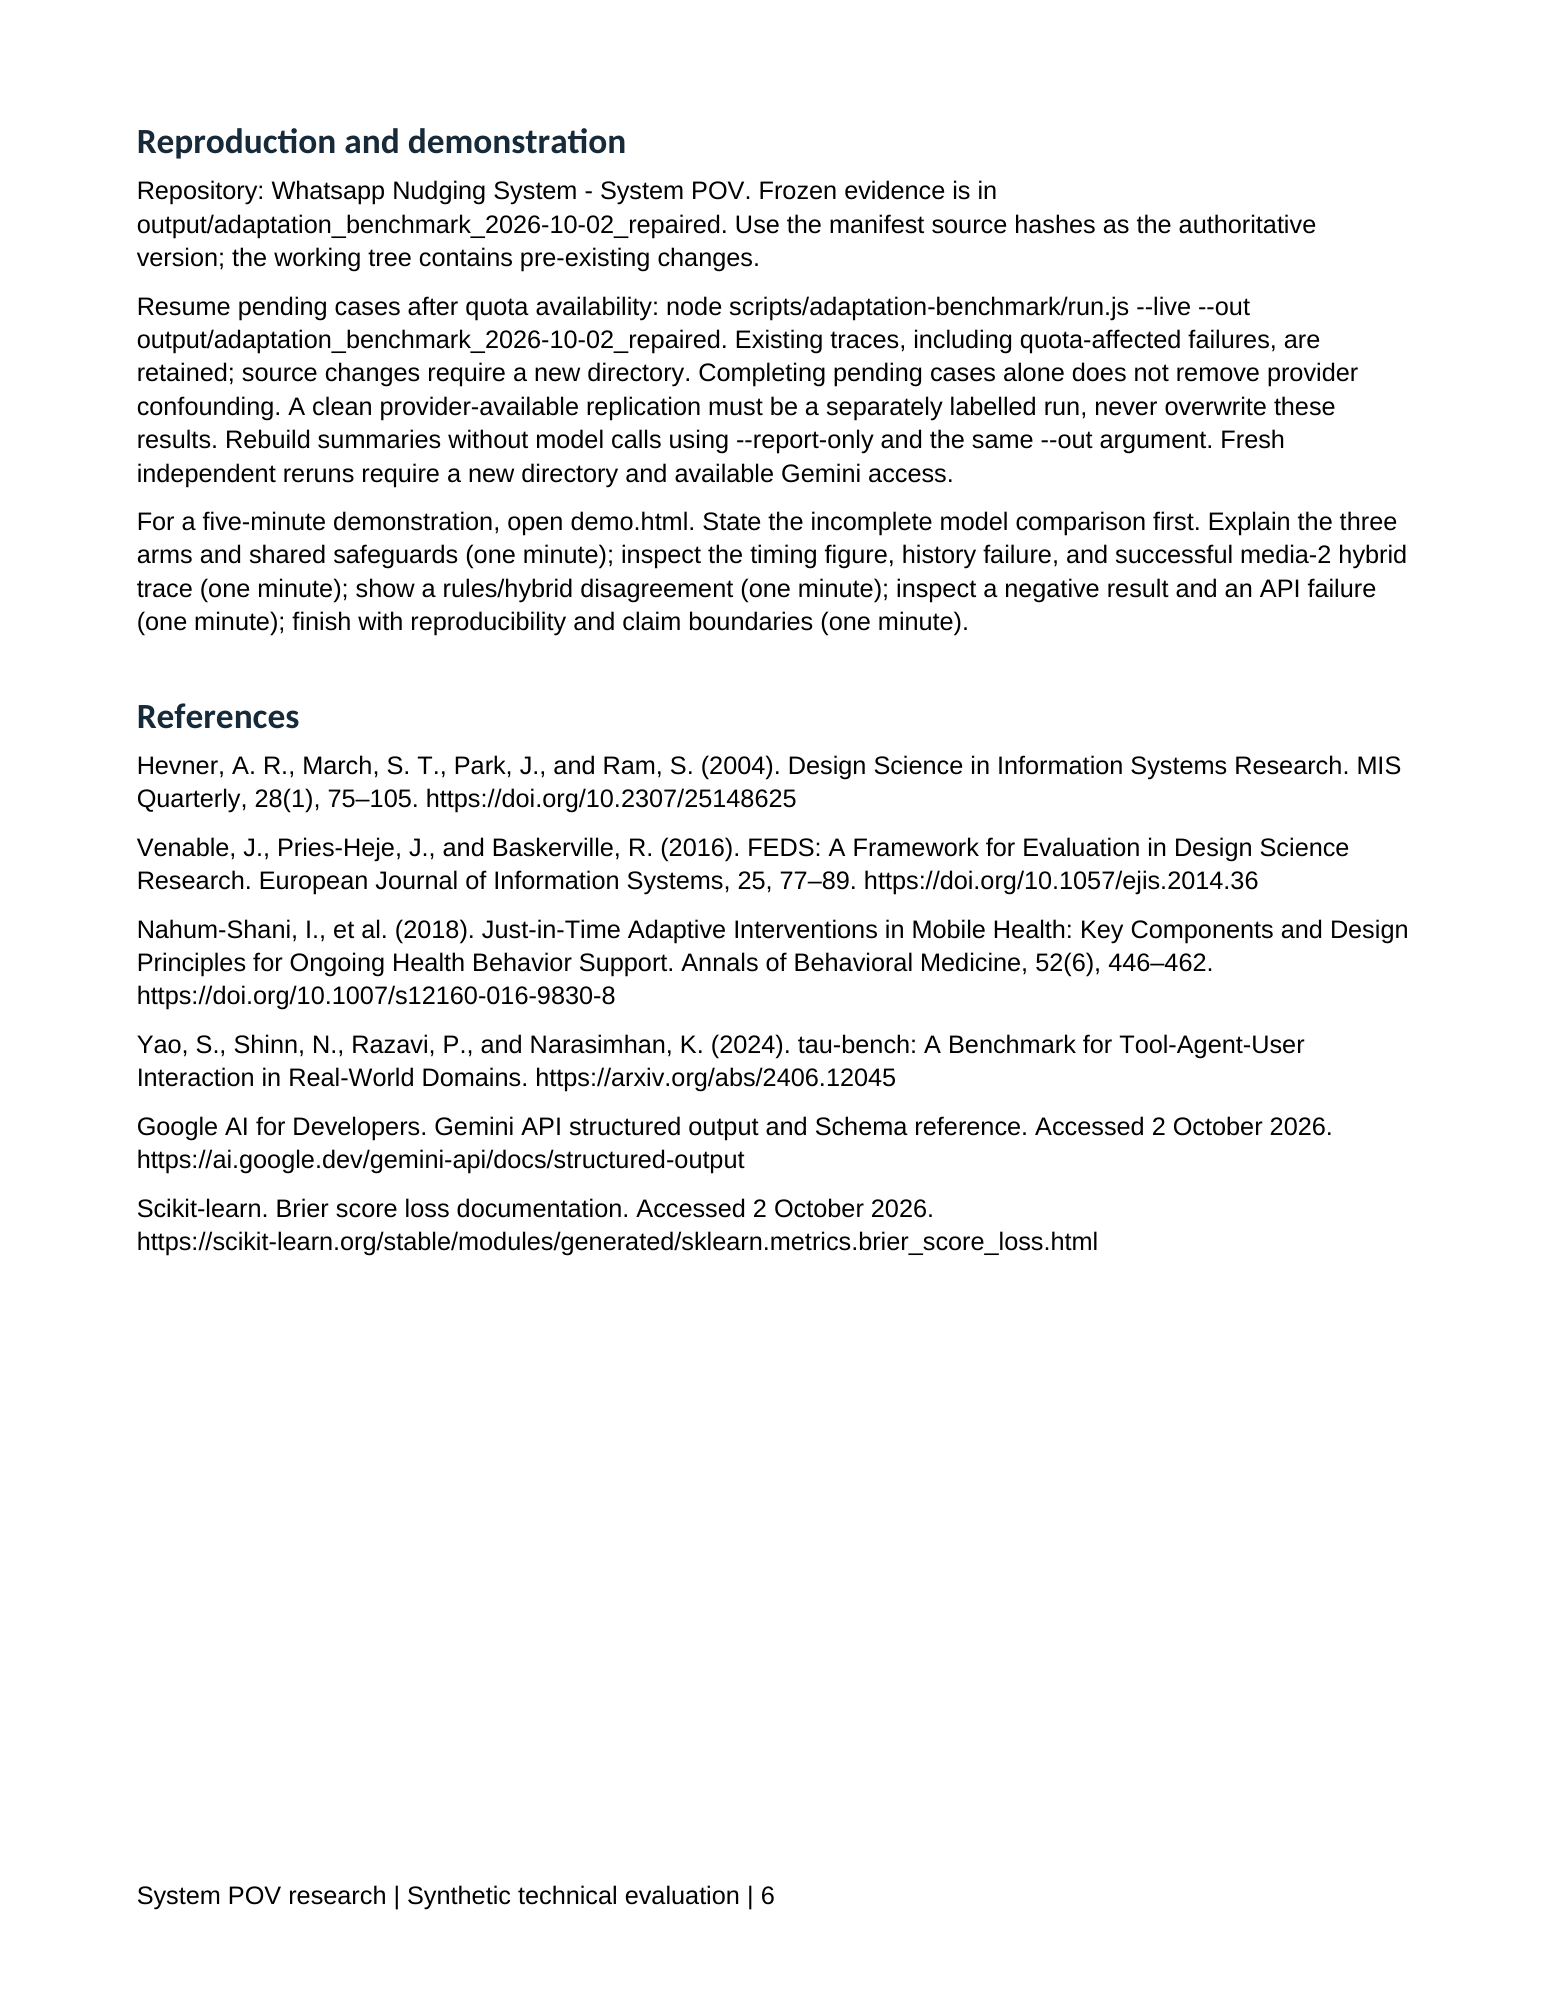 Reproduction and demonstration
Repository: Whatsapp Nudging System - System POV. Frozen evidence is in
output/adaptation_benchmark_2026-10-02_repaired. Use the manifest source hashes as the authoritative
version; the working tree contains pre-existing changes.
Resume pending cases after quota availability: node scripts/adaptation-benchmark/run.js --live --out
output/adaptation_benchmark_2026-10-02_repaired. Existing traces, including quota-affected failures, are
retained; source changes require a new directory. Completing pending cases alone does not remove provider
confounding. A clean provider-available replication must be a separately labelled run, never overwrite these
results. Rebuild summaries without model calls using --report-only and the same --out argument. Fresh
independent reruns require a new directory and available Gemini access.
For a five-minute demonstration, open demo.html. State the incomplete model comparison first. Explain the three
arms and shared safeguards (one minute); inspect the timing figure, history failure, and successful media-2 hybrid
trace (one minute); show a rules/hybrid disagreement (one minute); inspect a negative result and an API failure
(one minute); finish with reproducibility and claim boundaries (one minute).
References
Hevner, A. R., March, S. T., Park, J., and Ram, S. (2004). Design Science in Information Systems Research. MIS
Quarterly, 28(1), 75–105. https://doi.org/10.2307/25148625
Venable, J., Pries-Heje, J., and Baskerville, R. (2016). FEDS: A Framework for Evaluation in Design Science
Research. European Journal of Information Systems, 25, 77–89. https://doi.org/10.1057/ejis.2014.36
Nahum-Shani, I., et al. (2018). Just-in-Time Adaptive Interventions in Mobile Health: Key Components and Design
Principles for Ongoing Health Behavior Support. Annals of Behavioral Medicine, 52(6), 446–462.
https://doi.org/10.1007/s12160-016-9830-8
Yao, S., Shinn, N., Razavi, P., and Narasimhan, K. (2024). tau-bench: A Benchmark for Tool-Agent-User
Interaction in Real-World Domains. https://arxiv.org/abs/2406.12045
Google AI for Developers. Gemini API structured output and Schema reference. Accessed 2 October 2026.
https://ai.google.dev/gemini-api/docs/structured-output
Scikit-learn. Brier score loss documentation. Accessed 2 October 2026.
https://scikit-learn.org/stable/modules/generated/sklearn.metrics.brier_score_loss.html
System POV research | Synthetic technical evaluation | 6